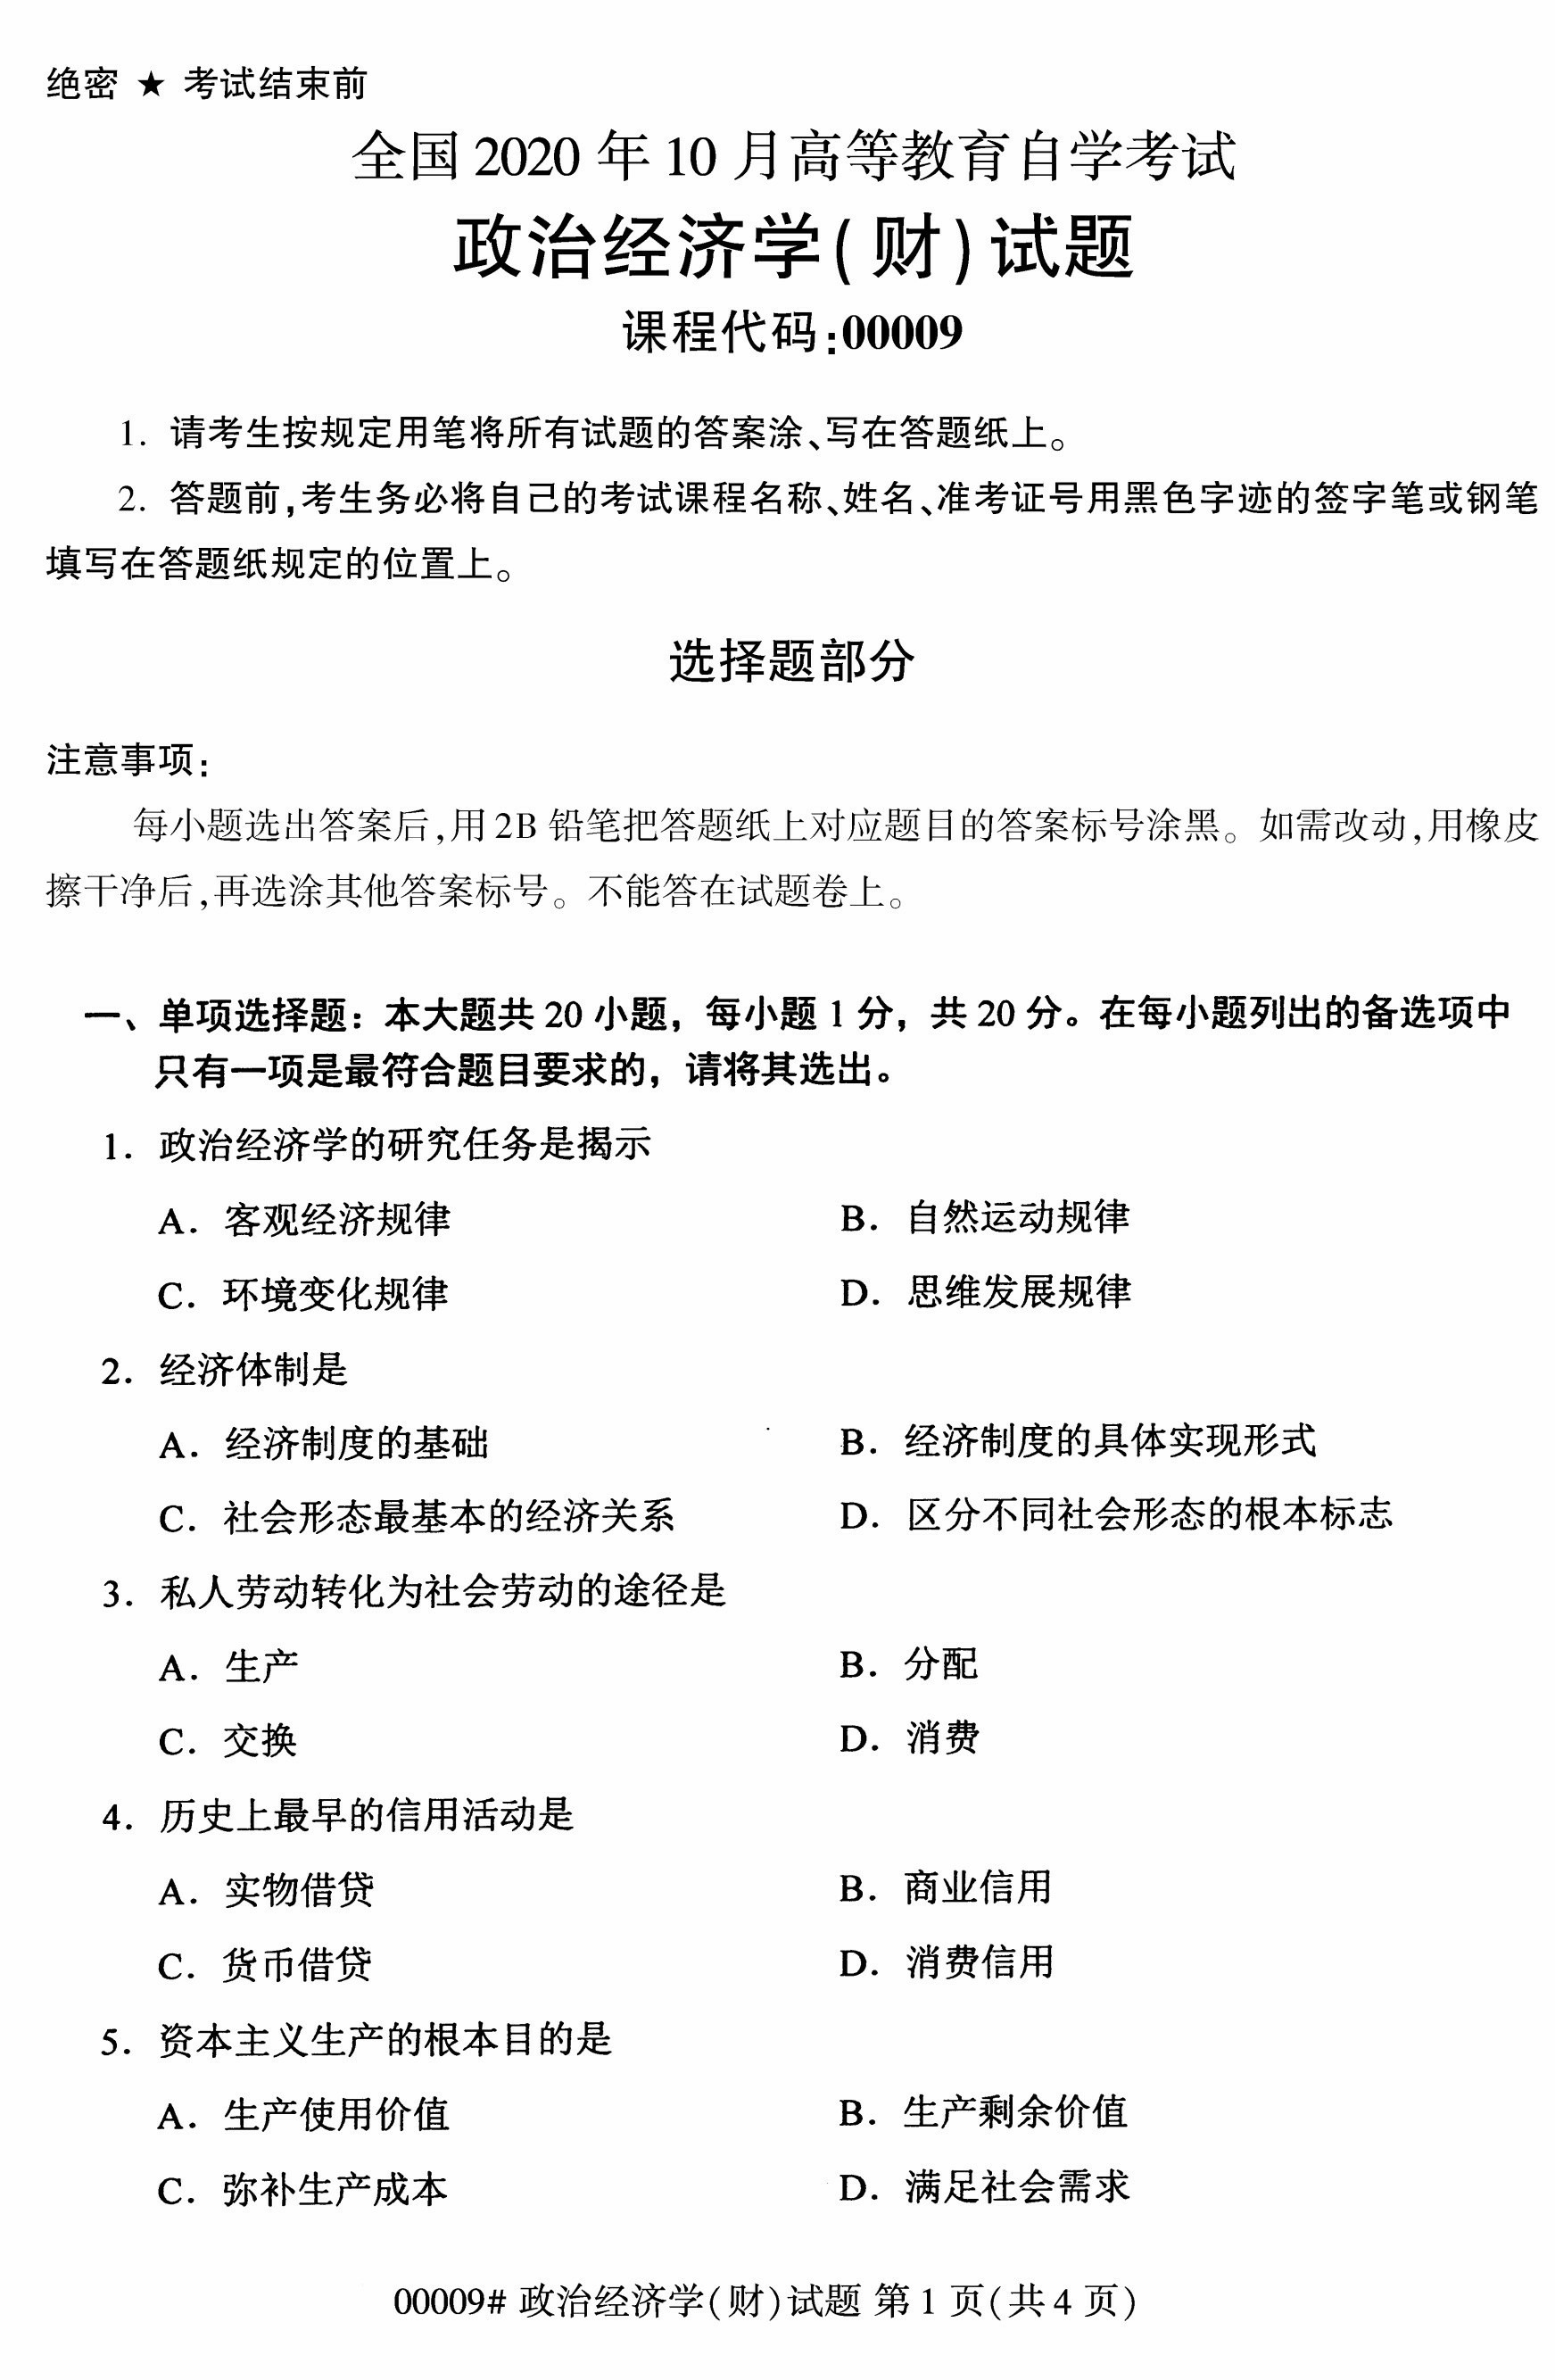 绝密 ★ 考试结束前
全国 2020 年 10 月高等教育自学考试
政治经济学(财)试题
课程代码:00009
1. 请考生按规定用笔将所有试题的答案涂、写在答题纸上。
2. 答题前,考生务必将自己的考试课程名称、姓名、准考证号用黑色字迹的签字笔或钢笔
填写在答题纸规定的位置上。
选择题部分
注意事项:
每小题选出答案后,用 2B 铅笔把答题纸上对应题目的答案标号涂黑。如需改动,用橡皮
擦干净后,再选涂其他答案标号。不能答在试题卷上。
一、单项选择题：本大题共 20 小题，每小题 1 分，共 20 分。在每小题列出的备选项中
只有一项是最符合题目要求的，请将其选出。
1. 政治经济学的研究任务是揭示
A. 客观经济规律 B. 自然运动规律
C. 环境变化规律 D. 思维发展规律
2. 经济体制是
A. 经济制度的基础 B. 经济制度的具体实现形式
C. 社会形态最基本的经济关系 D. 区分不同社会形态的根本标志
3. 私人劳动转化为社会劳动的途径是
A. 生产 B. 分配
C. 交换 D. 消费
4. 历史上最早的信用活动是
A. 实物借贷 B. 商业信用
C. 货币借贷 D. 消费信用
5. 资本主义生产的根本目的是
A. 生产使用价值 B. 生产剩余价值
C. 弥补生产成本 D. 满足社会需求
00009# 政治经济学(财)试题 第 1 页(共 4 页)